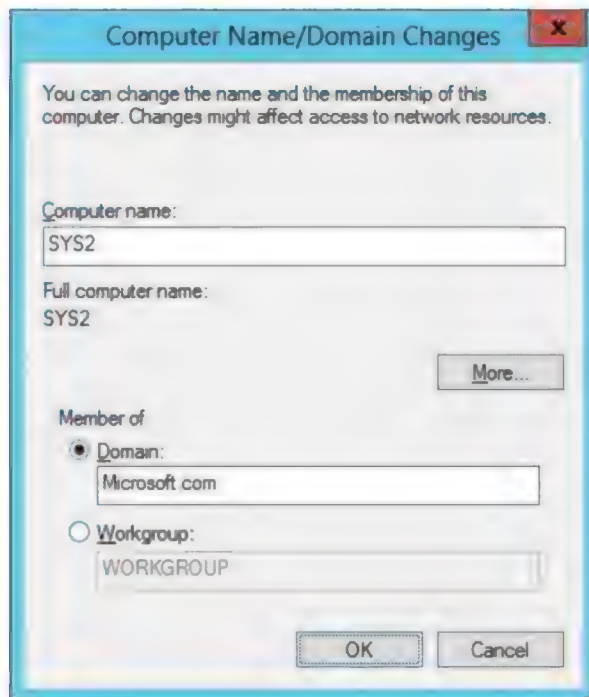 Computer Name/Domain Changes
x
You can change the name and the membership of this
computer. Changes might affect access to network resources.
Computer name:
SYS2
Full computer name:
SYS2
More...
Member of
Domain:
Microsoft.com
Workgroup:
WORKGROUP
OK
Cancel